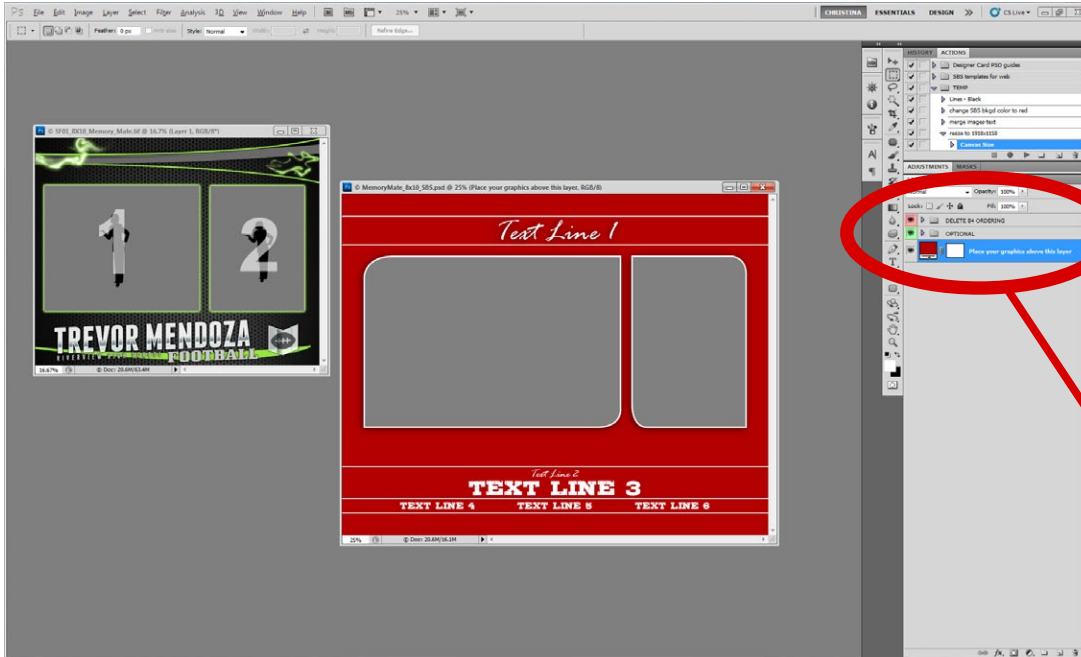 PS File Edit Image Layer Select Filter Analysis 3D View Window Help 25% CHRISTINA ESSENTIALS DESIGN CS Live
Feather: 0 px Style: Normal Refine Edge...
HISTORY ACTIONS
Designer Card PSD guides
SBS templates for web
TEMP
Lines - Black
change SBS bkgd color to red
merge images text
resize to 1918x1158
Canvas Size
ADJUSTMENTS MASKS
Normal Opacity: 100%
Lock: Fill: 100%
DELETE B4 ORDERING
OPTIONAL
Place your graphics above this layer
© SF01_8X10_Memory_Mate.tif @ 16.7% (Layer 1, RGB/8*)
1 2
TREVOR MENDOZA
FOOTBALL
16.67% © Doc: 20.6M/63.4M
© MemoryMate_8x10_SBS.psd @ 25% (Place your graphics above this layer, RGB/8)
Text Line 1
Text Line 2
TEXT LINE 3
TEXT LINE 4 TEXT LINE 5 TEXT LINE 6
25% © Doc: 20.6M/16.1M